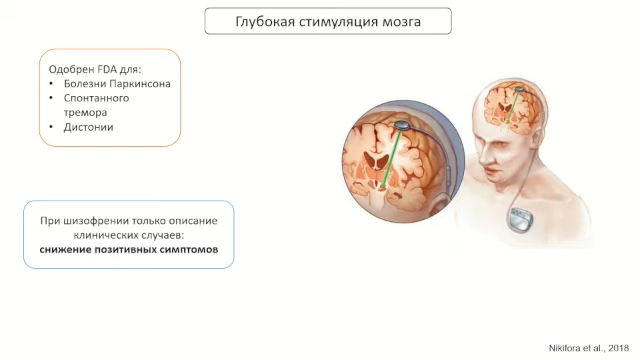 Глубокая стимуляция мозга
Одобрен FDA для:
• Болезни Паркинсона
• Спонтанного
тремора
• Дистонии
При шизофрении только описание
клинических случаев:
снижение позитивных симптомов
Nikifora et al., 2018